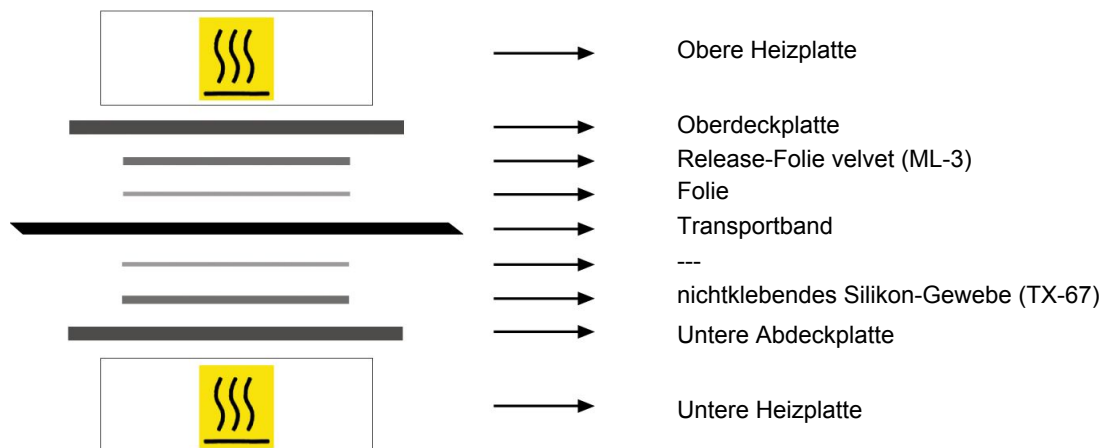 Obere Heizplatte
Oberdeckplatte
Release-Folie velvet (ML-3)
Folie
Transportband
---
nichtklebendes Silikon-Gewebe (TX-67)
Untere Abdeckplatte
Untere Heizplatte